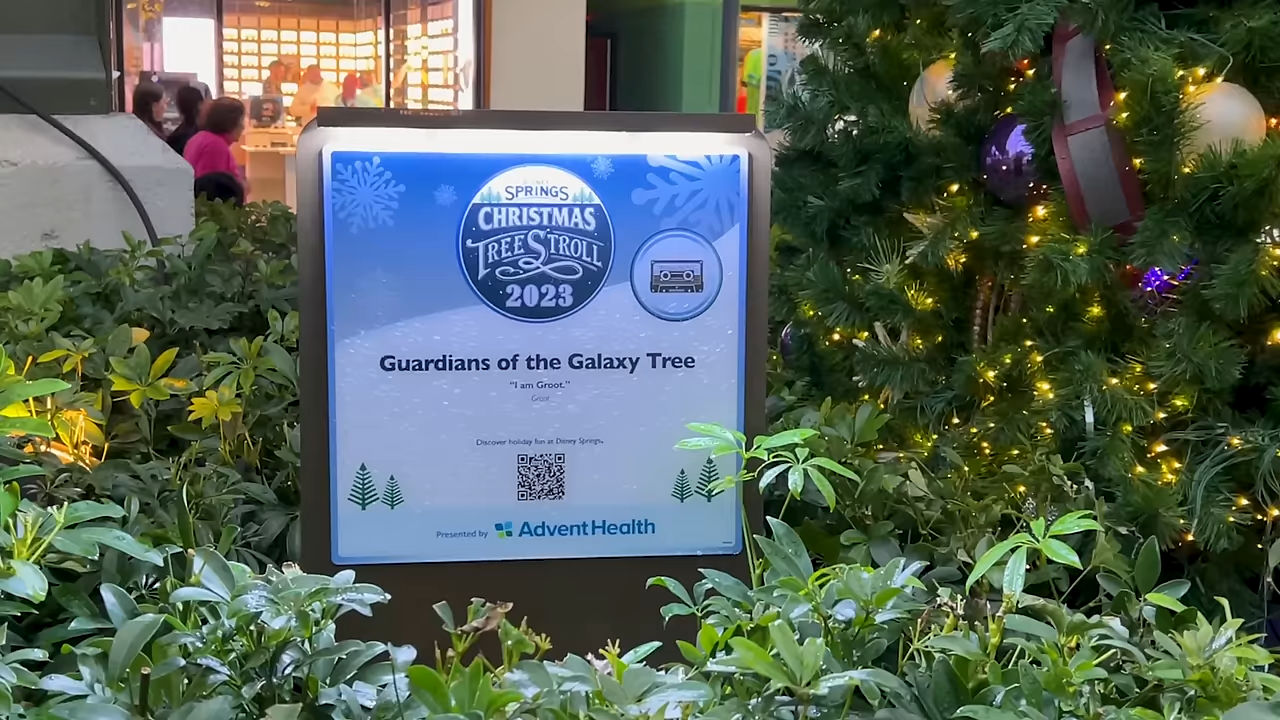 SPRINGS
CHRISTMAS
TREE STROLL
2023
Guardians of the Galaxy Tree
"I am Groot."
Groot
Discover holiday fun at Disney Springs.
Presented by AdventHealth